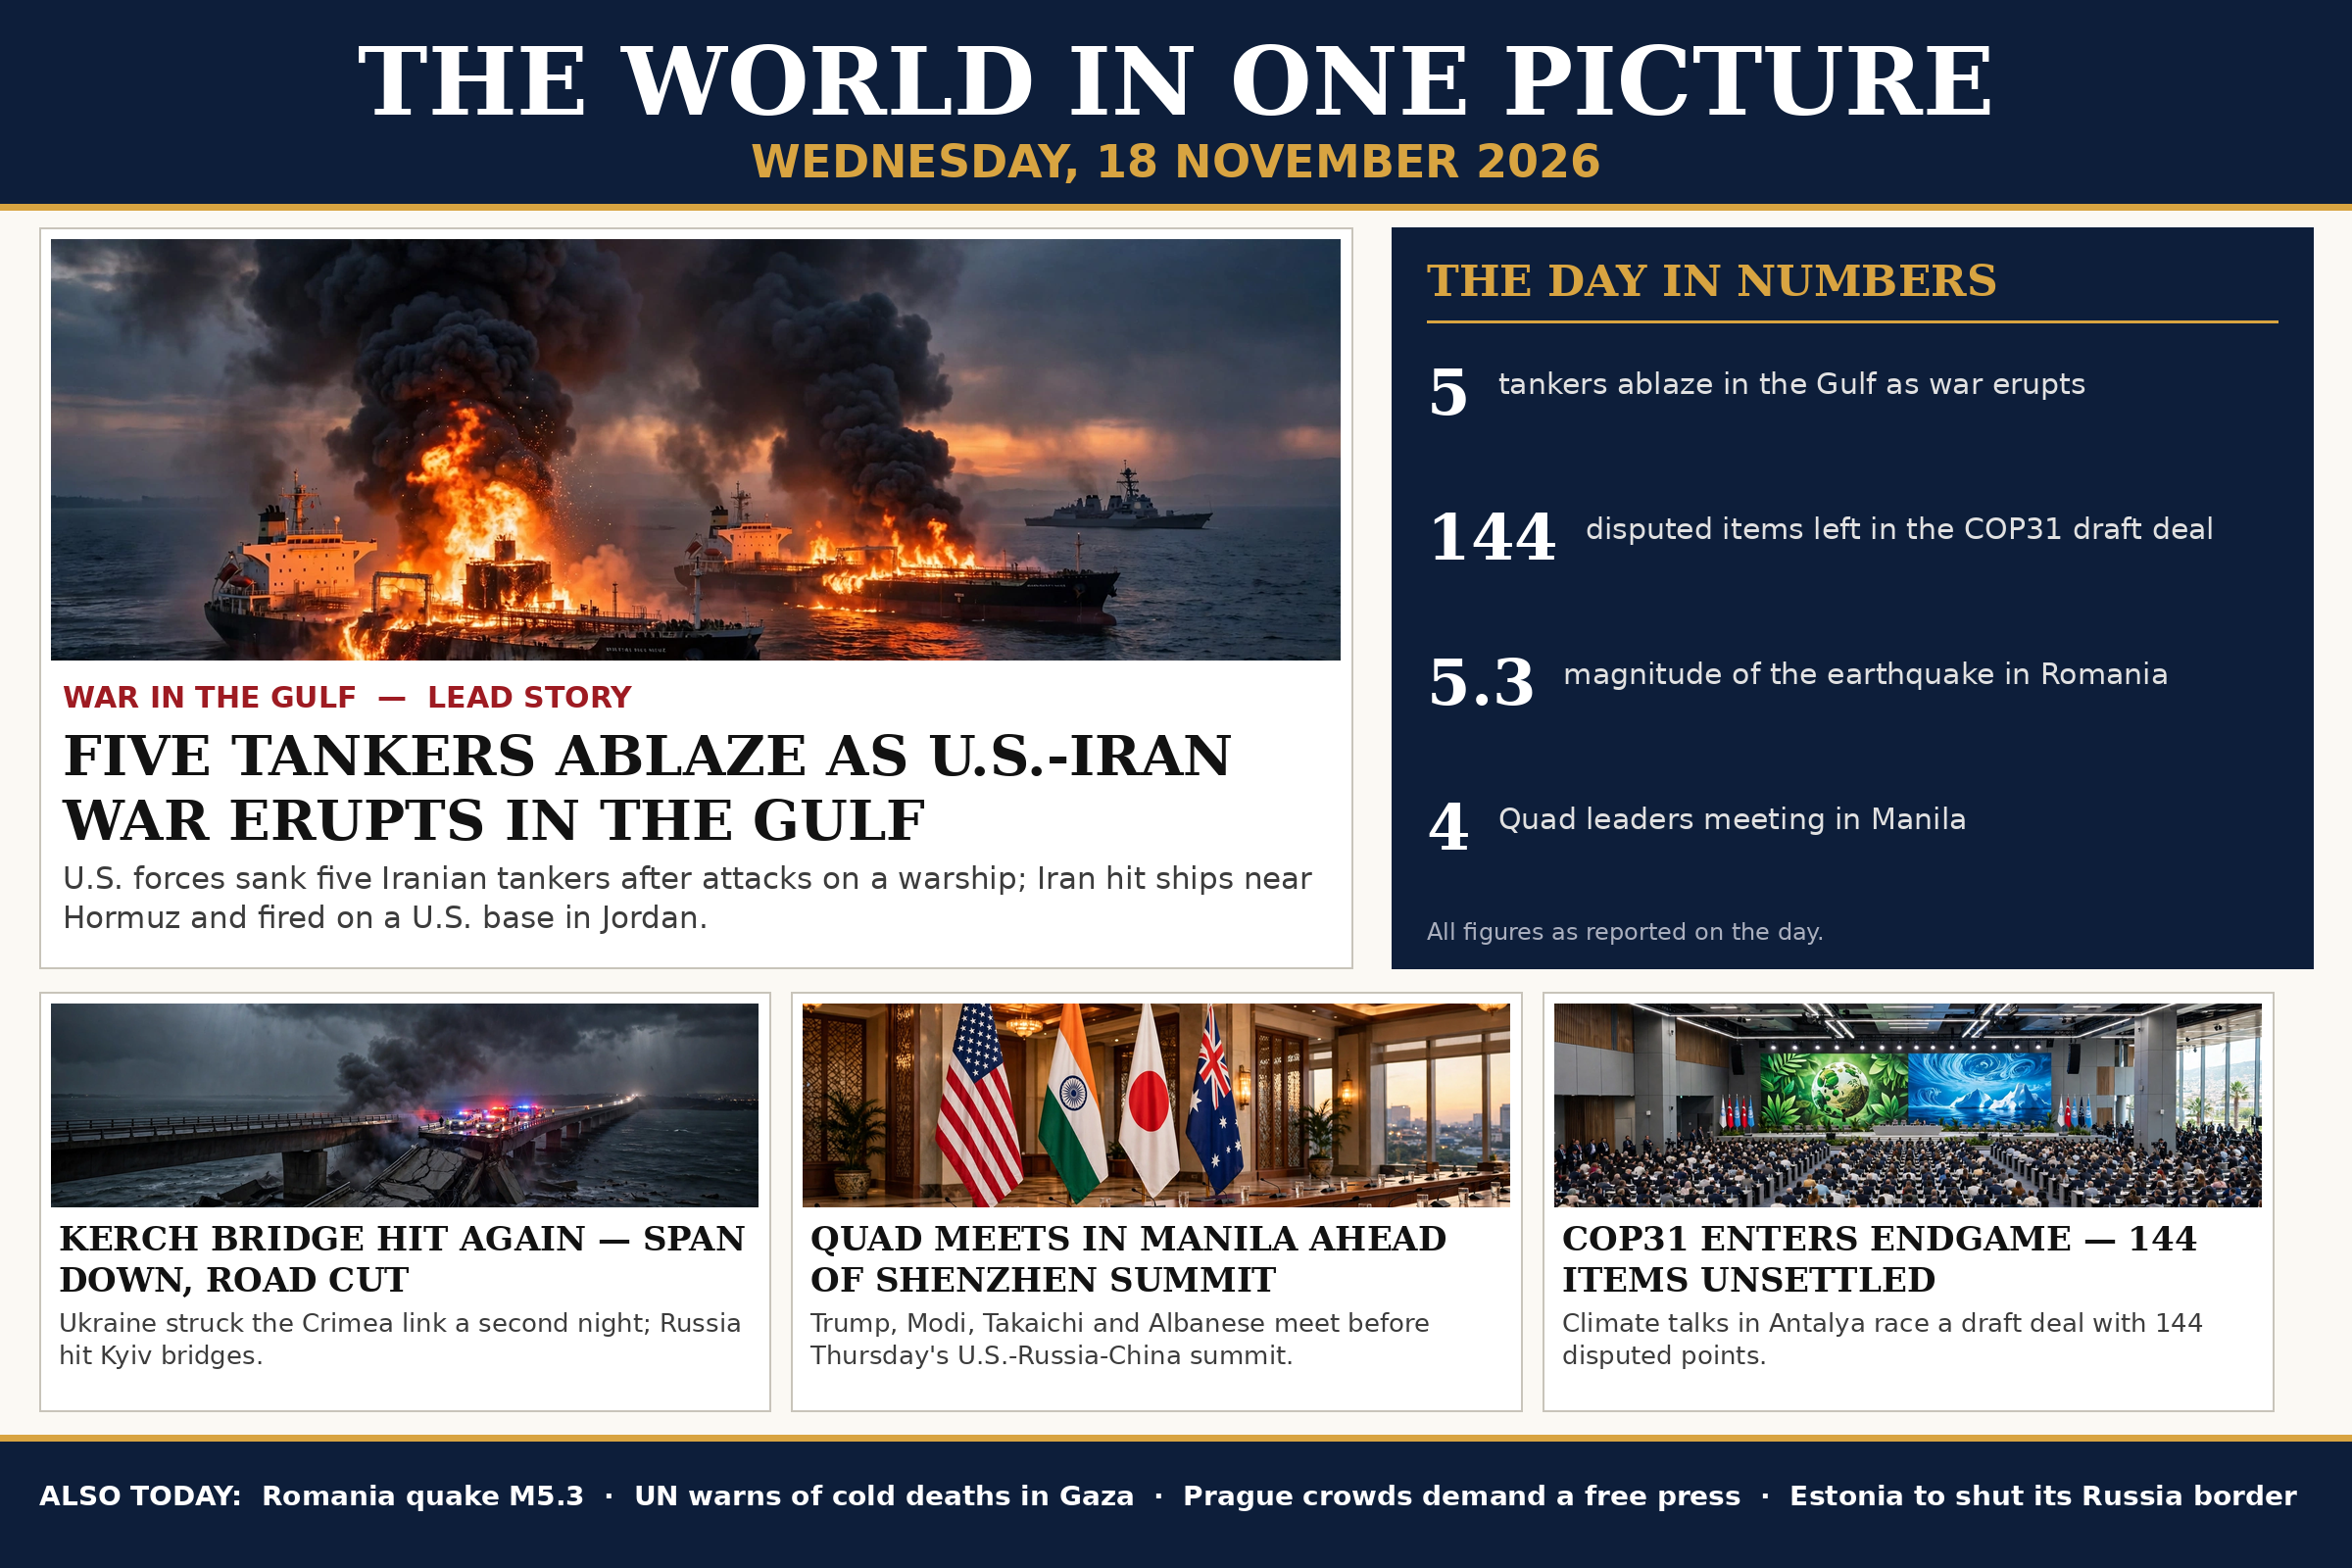 THE WORLD IN ONE PICTURE
WEDNESDAY, 18 NOVEMBER 2026
WAR IN THE GULF — LEAD STORY
FIVE TANKERS ABLAZE AS U.S.-IRAN
WAR ERUPTS IN THE GULF
U.S. forces sank five Iranian tankers after attacks on a warship; Iran hit ships near
Hormuz and fired on a U.S. base in Jordan.
THE DAY IN NUMBERS
5 tankers ablaze in the Gulf as war erupts
144 disputed items left in the COP31 draft deal
5.3 magnitude of the earthquake in Romania
4 Quad leaders meeting in Manila
All figures as reported on the day.
KERCH BRIDGE HIT AGAIN — SPAN
DOWN, ROAD CUT
Ukraine struck the Crimea link a second night; Russia
hit Kyiv bridges.
QUAD MEETS IN MANILA AHEAD
OF SHENZHEN SUMMIT
Trump, Modi, Takaichi and Albanese meet before
Thursday's U.S.-Russia-China summit.
COP31 ENTERS ENDGAME — 144
ITEMS UNSETTLED
Climate talks in Antalya race a draft deal with 144
disputed points.
ALSO TODAY: Romania quake M5.3 · UN warns of cold deaths in Gaza · Prague crowds demand a free press · Estonia to shut its Russia border